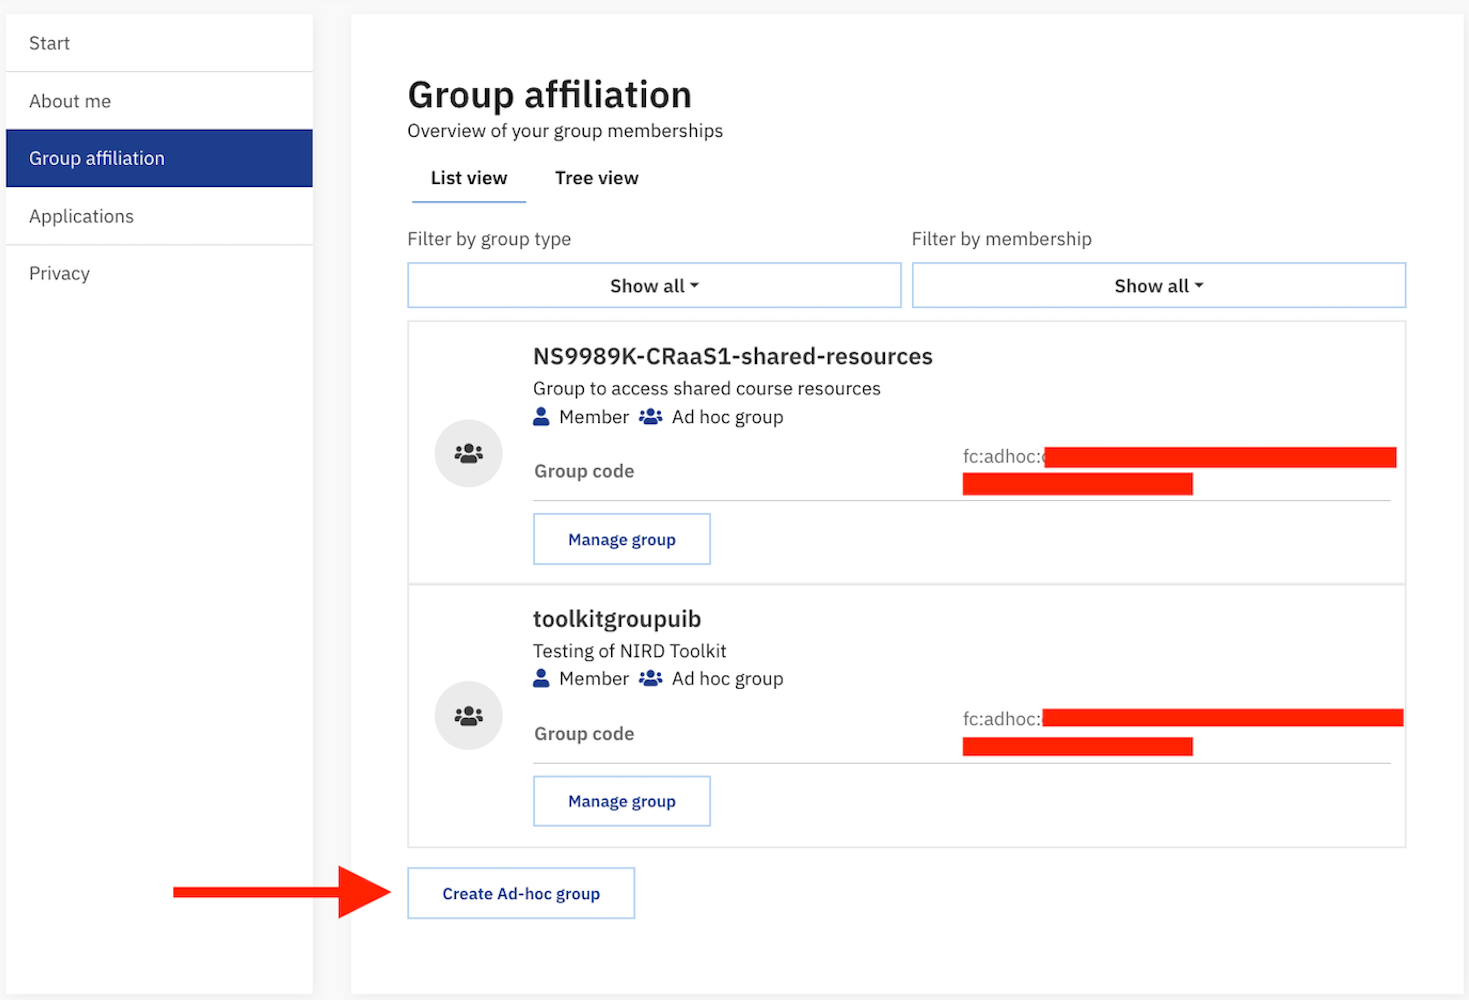 Start
About me
Group affiliation
Applications
Privacy
Group affiliation
Overview of your group memberships
List view
Tree view
Filter by group type
Filter by membership
Show all
Show all
NS9989K-CRaaS1-shared-resources
Group to access shared course resources
Member
Ad hoc group
Group code
fc:adhoc:
Manage group
toolkitgroupuib
Testing of NIRD Toolkit
Member
Ad hoc group
Group code
fc:adhoc:
Manage group
Create Ad-hoc group